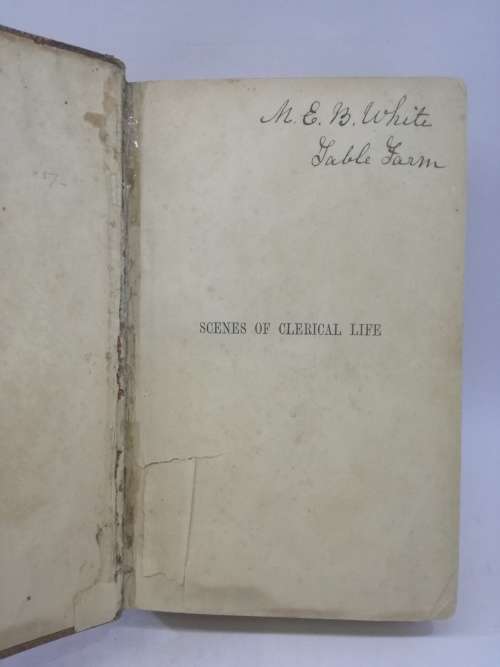 M. E. B. White
Table Farm
SCENES OF CLERICAL LIFE